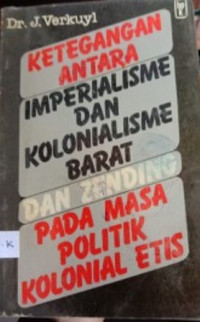 Dr. J. Verkuyl
KETEGANGAN
ANTARA
IMPERIALISME
DAN
KOLONIALISME
BARAT
DAN ZENDING
PADA MASA
POLITIK
KOLONIAL ETIS
K